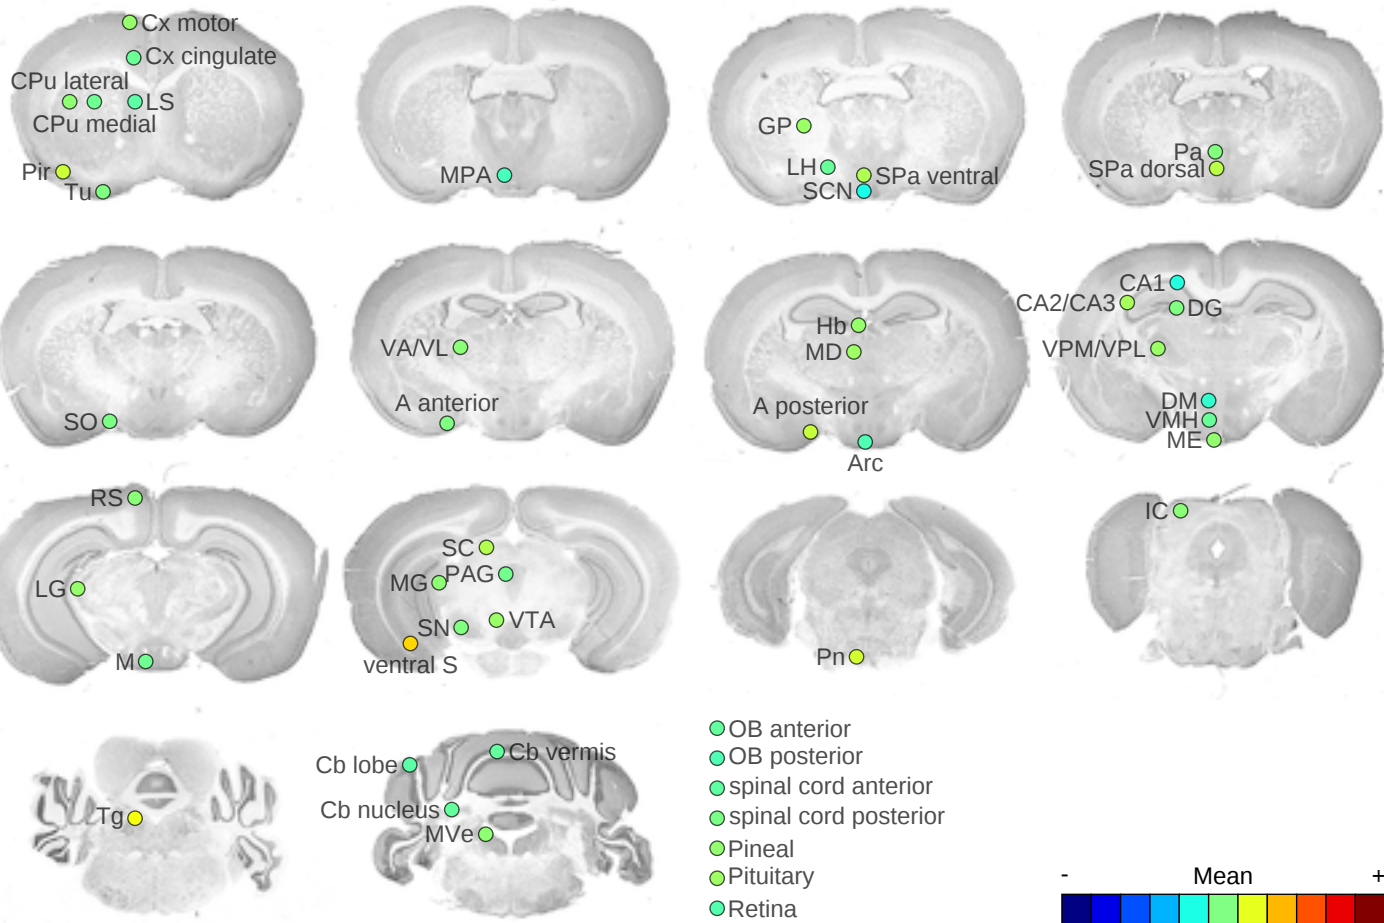 Cx motor
Cx cingulate
CPu lateral
LS
CPu medial
Pir
Tu
MPA
GP
LH
SPa ventral
SCN
Pa
SPa dorsal
SO
VA/VL
A anterior
Hb
MD
A posterior
Arc
CA1
CA2/CA3
DG
VPM/VPL
DM
VMH
ME
RS
LG
M
SC
MG
PAG
SN
VTA
ventral S
Pn
IC
Tg
Cb lobe
Cb vermis
Cb nucleus
MVe
OB anterior
OB posterior
spinal cord anterior
spinal cord posterior
Pineal
Pituitary
Retina
- Mean +